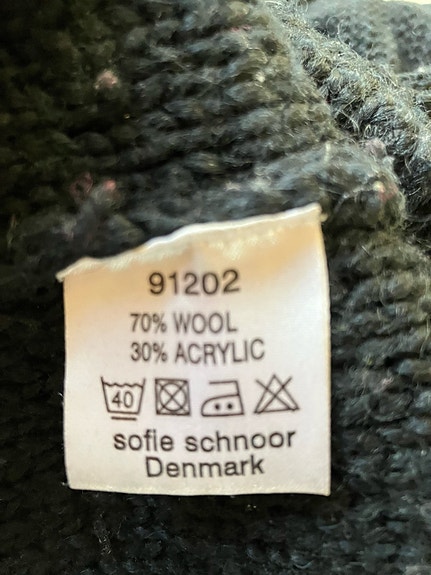 91202
70% WOOL
30% ACRYLIC
40
sofie schnoor
Denmark